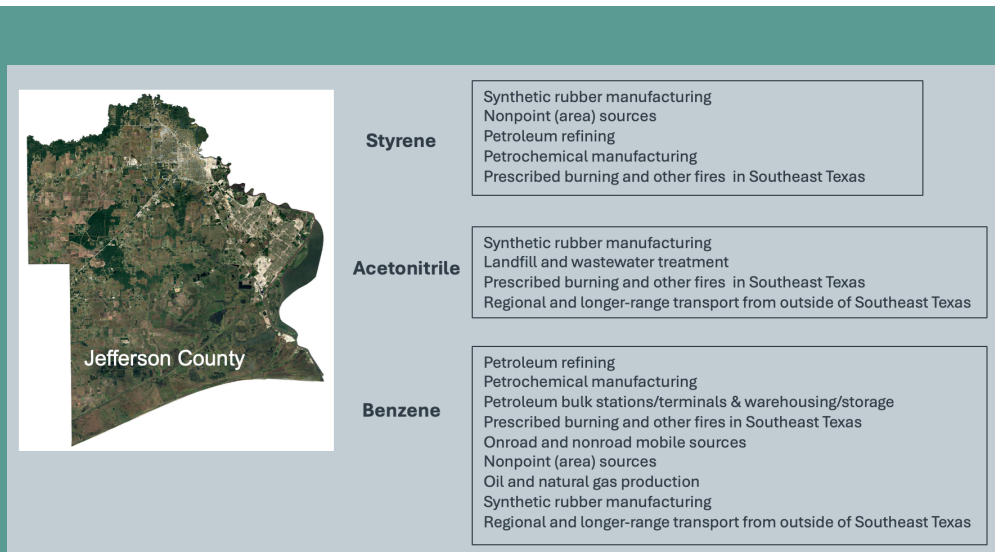 Jefferson County
Styrene
Synthetic rubber manufacturing
Nonpoint (area) sources
Petroleum refining
Petrochemical manufacturing
Prescribed burning and other fires  in Southeast Texas
Acetonitrile
Synthetic rubber manufacturing
Landfill and wastewater treatment
Prescribed burning and other fires  in Southeast Texas
Regional and longer-range transport from outside of Southeast Texas
Benzene
Petroleum refining
Petrochemical manufacturing
Petroleum bulk stations/terminals & warehousing/storage
Prescribed burning and other fires in Southeast Texas
Onroad and nonroad mobile sources
Nonpoint (area) sources
Oil and natural gas production
Synthetic rubber manufacturing
Regional and longer-range transport from outside of Southeast Texas